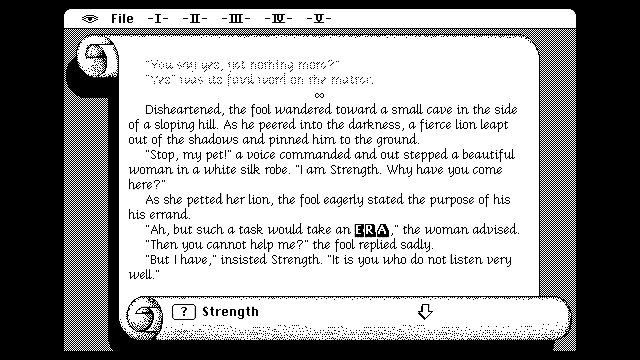 File -I- -II- -III- -IV- -V-
"You say yes, yet nothing more?"
"Yes" was its final word on the matter.
∞
Disheartened, the fool wandered toward a small cave in the side
of a sloping hill. As he peered into the darkness, a fierce lion leapt
out of the shadows and pinned him to the ground.
"Stop, my pet!" a voice commanded and out stepped a beautiful
woman in a white silk robe. "I am Strength. Why have you come
here?"
As she petted her lion, the fool eagerly stated the purpose of his
his errand.
"Ah, but such a task would take an ERA," the woman advised.
"Then you cannot help me?" the fool replied sadly.
"But I have," insisted Strength. "It is you who do not listen very
well."
? Strength